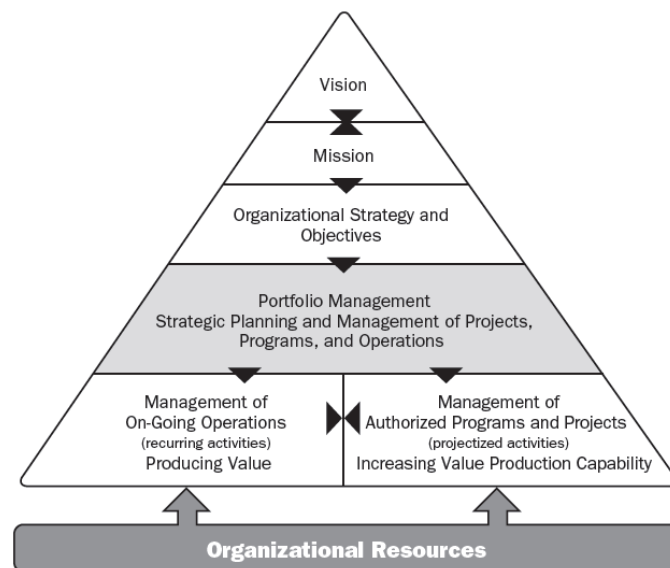 Vision
Mission
Organizational Strategy and
Objectives
Portfolio Management
Strategic Planning and Management of Projects,
Programs, and Operations
Management of
On-Going Operations
(recurring activities)
Producing Value
Management of
Authorized Programs and Projects
(projectized activities)
Increasing Value Production Capability
Organizational Resources